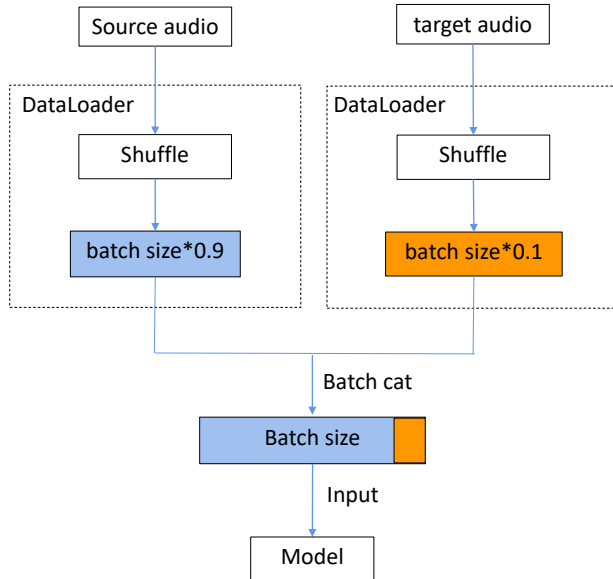 Source audio
target audio
DataLoader
DataLoader
Shuffle
Shuffle
batch size*0.9
batch size*0.1
Batch cat
Batch size
Input
Model